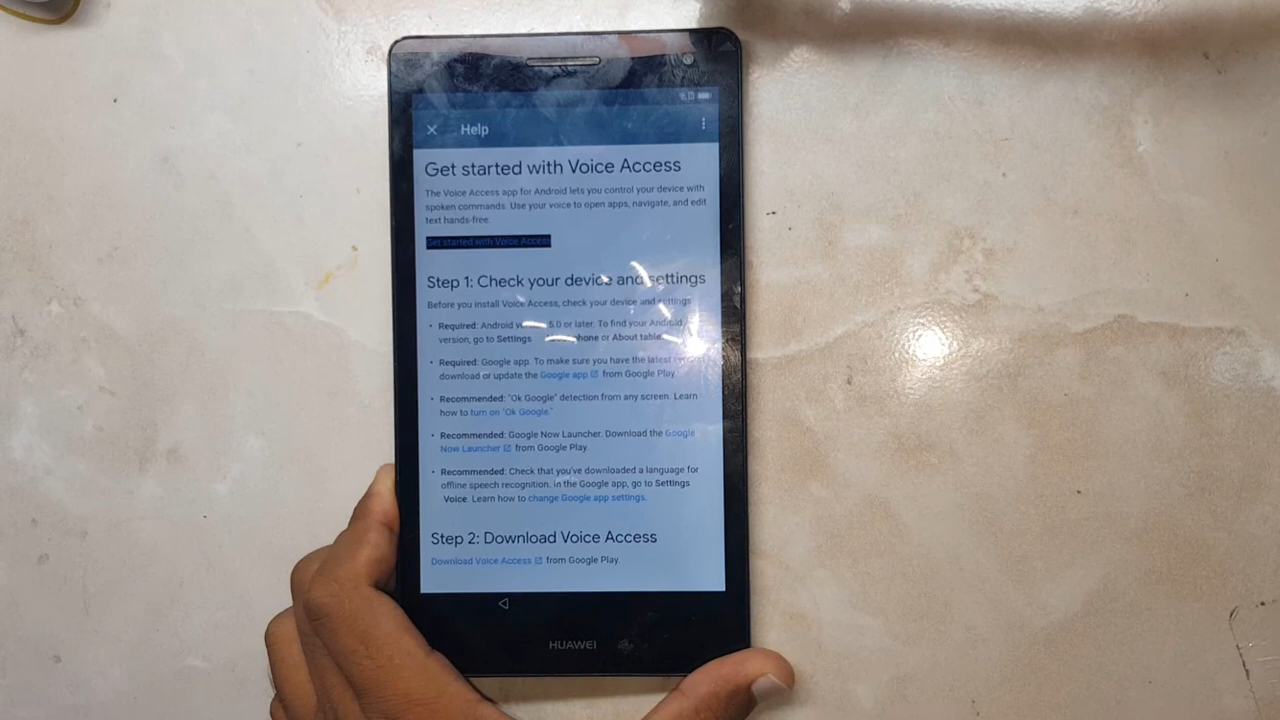 Help
Get started with Voice Access
The Voice Access app for Android lets you control your device with
spoken commands. Use your voice to open apps, navigate, and edit
text hands-free.
Get started with Voice Access
Step 1: Check your device and settings
Before you install Voice Access, check your device and settings
• Required: Android 5.0 or later. To find your Android
version, go to Settings phone or About tablet
• Required: Google app. To make sure you have the latest version
download or update the Google app from Google Play.
• Recommended: "Ok Google" detection from any screen. Learn
how to turn on "Ok Google."
• Recommended: Google Now Launcher. Download the Google
Now Launcher from Google Play.
• Recommended: Check that you've downloaded a language for
offline speech recognition. In the Google app, go to Settings
Voice. Learn how to change Google app settings.
Step 2: Download Voice Access
Download Voice Access from Google Play.
HUAWEI